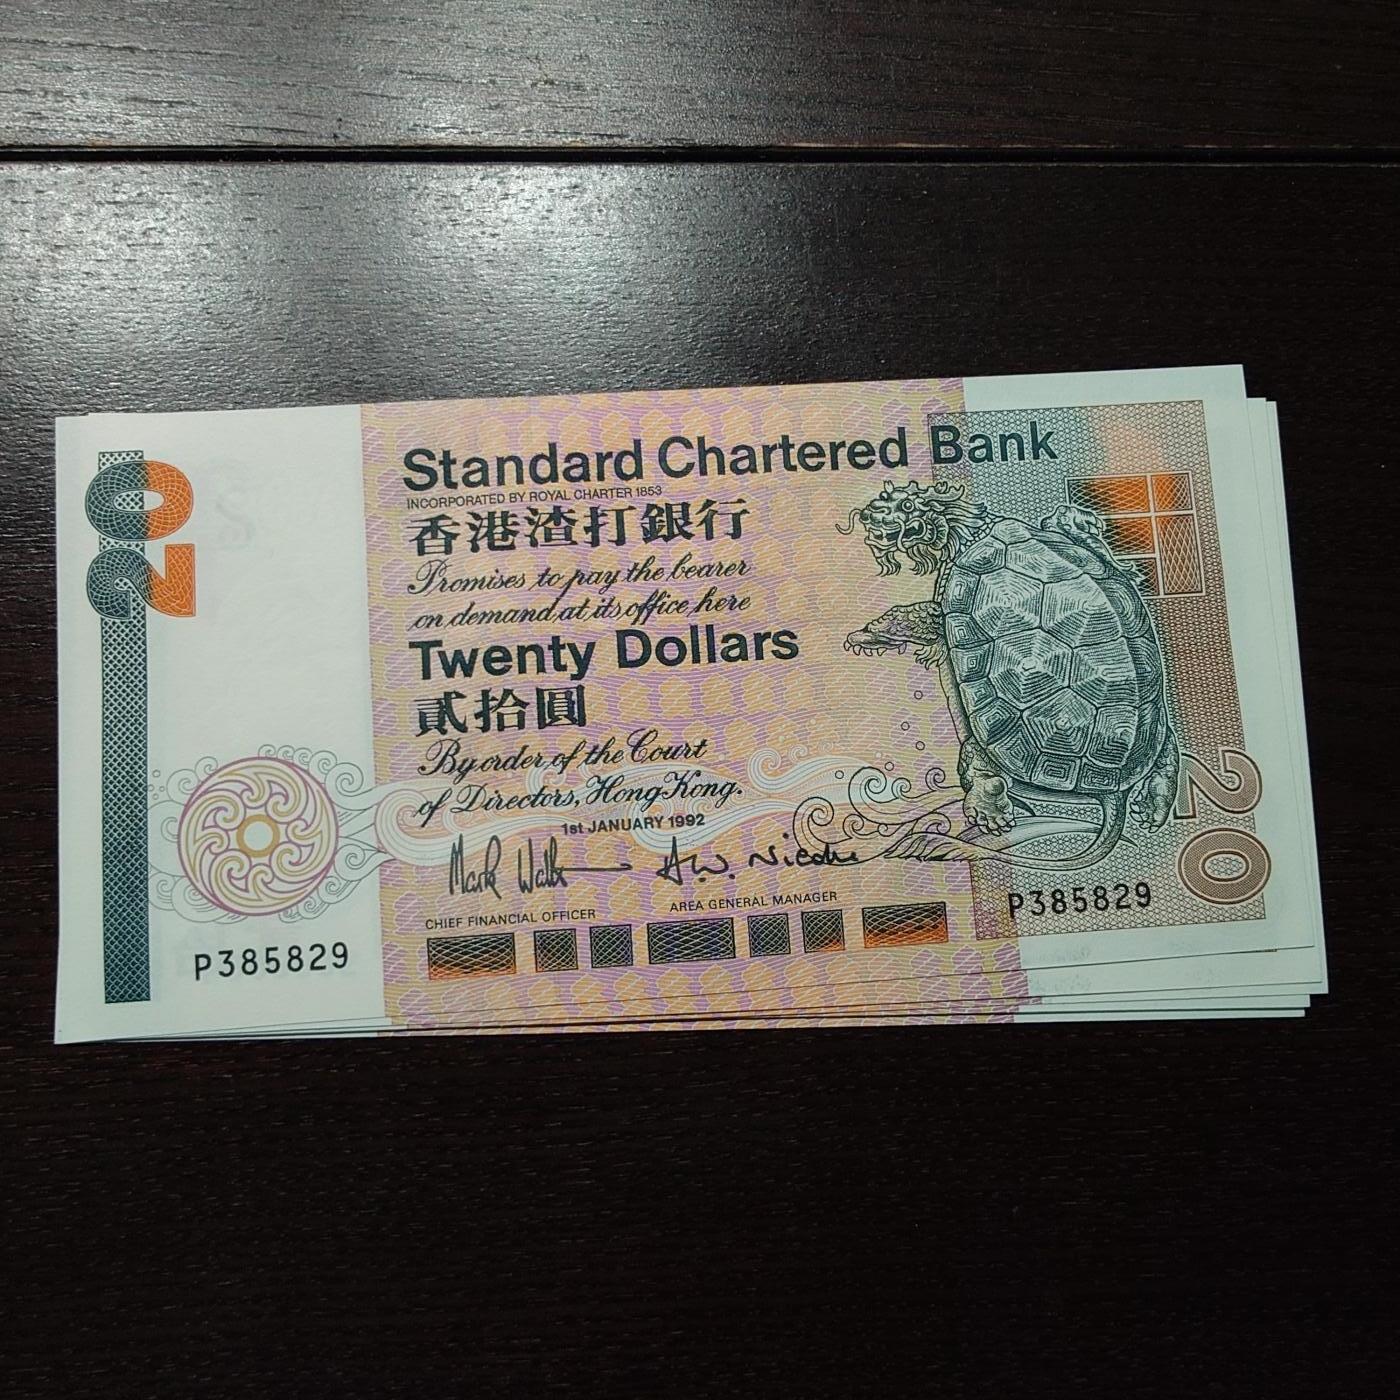 20
Standard Chartered Bank
INCORPORATED BY ROYAL CHARTER 1853
香港渣打銀行
Promises to pay the bearer
on demand at its office here
Twenty Dollars
貳拾圓
By order of the Court
of Directors, Hong Kong.
1st JANUARY 1992
CHIEF FINANCIAL OFFICER
AREA GENERAL MANAGER
P385829
P385829
20